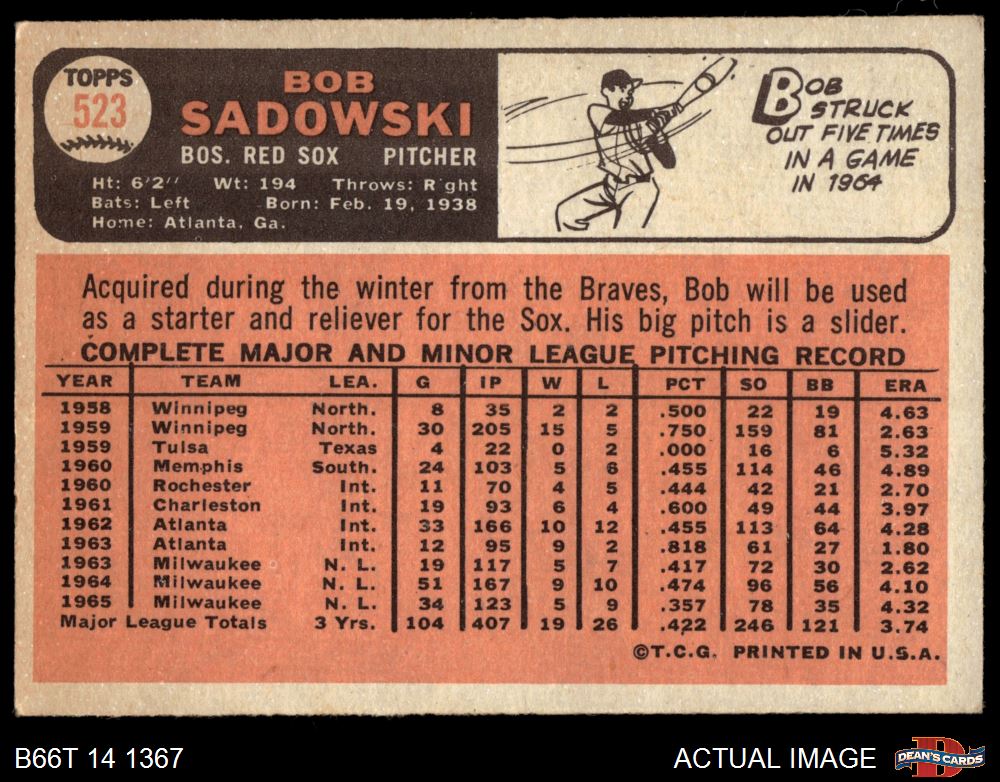 TOPPS
523
BOB
SADOWSKI
BOS. RED SOX PITCHER
Ht: 6'2'' Wt: 194 Throws: R ght
Bats: Left Born: Feb. 19, 1938
Home: Atlanta, Ga.
BOB
STRUCK
OUT FIVE TIMES
IN A GAME
IN 1964
Acquired during the winter from the Braves, Bob will be used
as a starter and reliever for the Sox. His big pitch is a slider.
COMPLETE MAJOR AND MINOR LEAGUE PITCHING RECORD
YEAR TEAM LEA. G IP W L PCT SO BB ERA
1958 Winnipeg North. 8 35 2 2 .500 22 19 4.63
1959 Winnipeg North. 30 205 15 5 .750 159 81 2.63
1959 Tulsa Texas 4 22 0 2 .000 16 6 5.32
1960 Memphis South. 24 103 5 6 .455 114 46 4.89
1960 Rochester Int. 11 70 4 5 .444 42 21 2.70
1961 Charleston Int. 19 93 6 4 .600 49 44 3.97
1962 Atlanta Int. 33 166 10 12 .455 113 64 4.28
1963 Atlanta Int. 12 95 9 2 .818 61 27 1.80
1963 Milwaukee N. L. 19 117 5 7 .417 72 30 2.62
1964 Milwaukee N. L. 51 167 9 10 .474 96 56 4.10
1965 Milwaukee N. L. 34 123 5 9 .357 78 35 4.32
Major League Totals 3 Yrs. 104 407 19 26 .422 246 121 3.74
©T.C.G. PRINTED IN U.S.A.
B66T 14 1367
ACTUAL IMAGE
D
DEAN'S CARDS